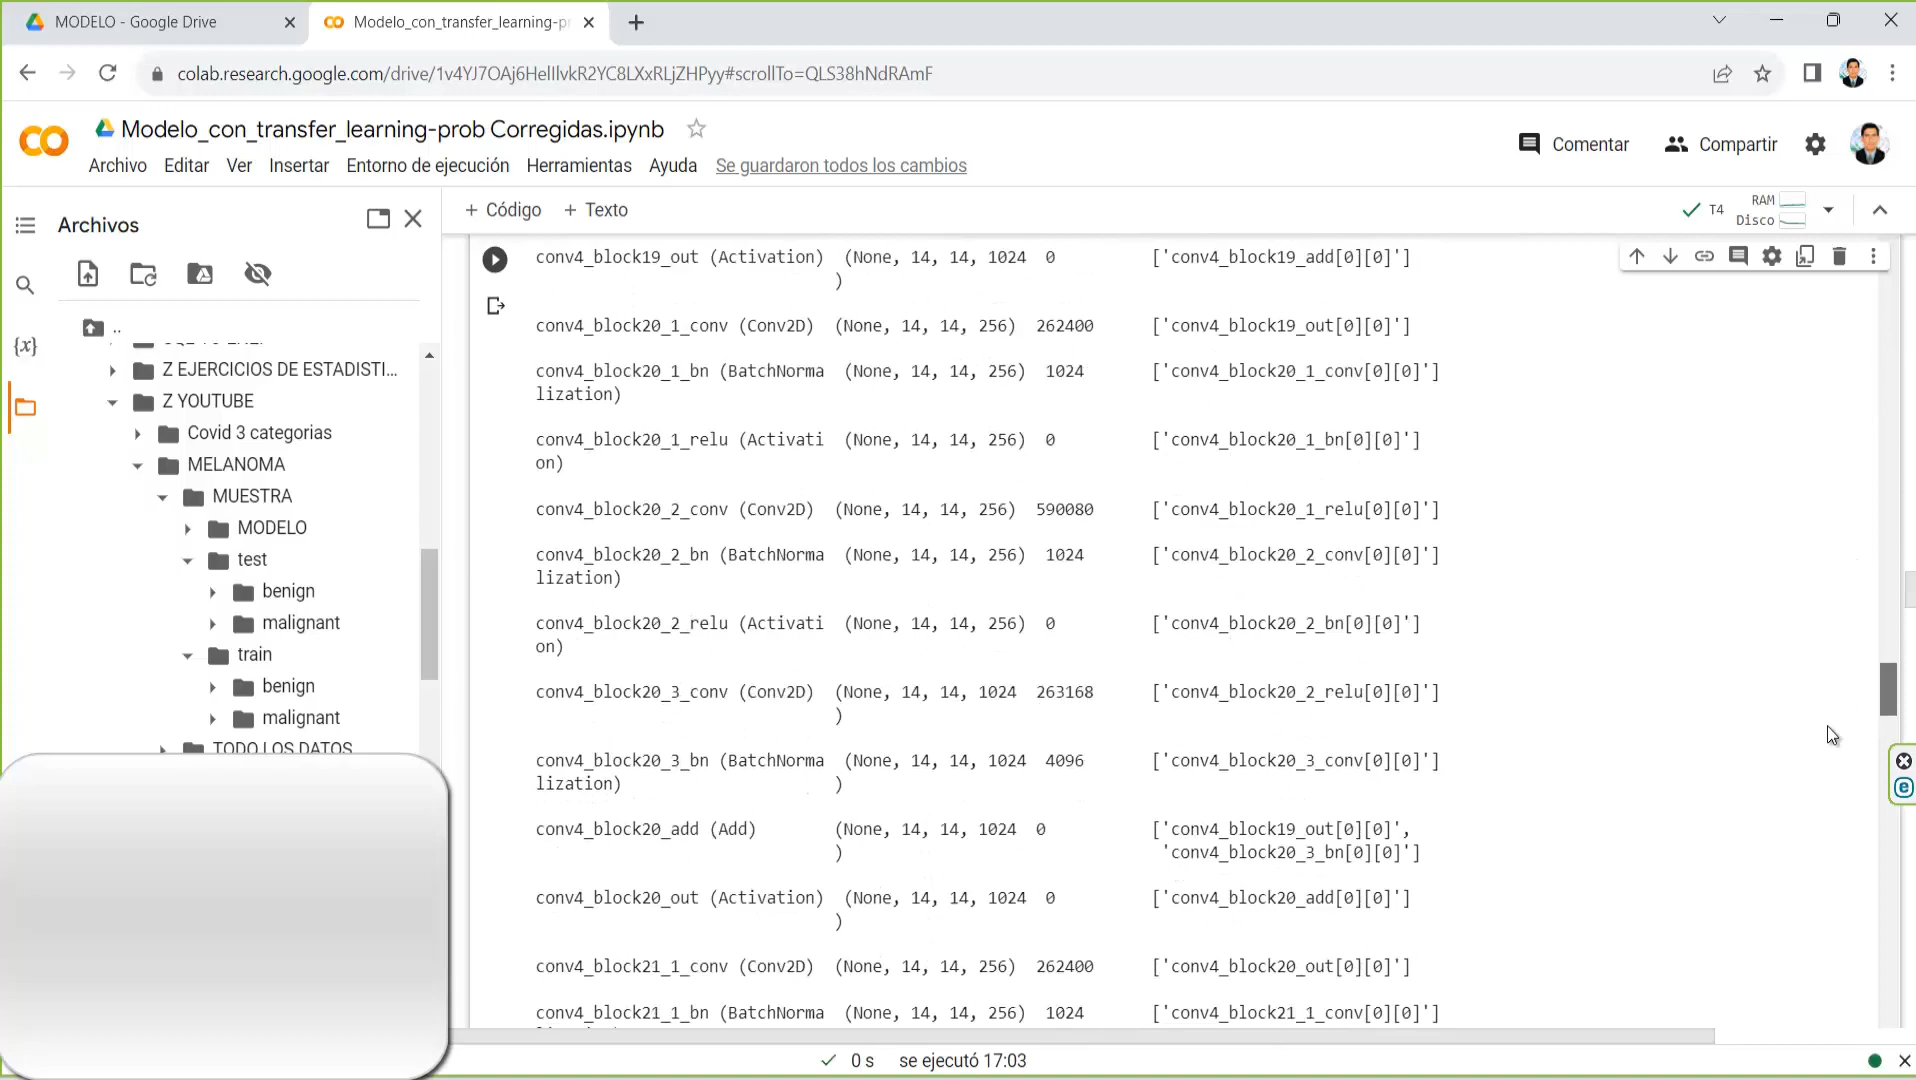 MODELO - Google Drive
Modelo_con_transfer_learning-pr
colab.research.google.com/drive/1v4YJ7OAj6HelIlvkR2YC8LXxRLjZHPyy#scrollTo=QLS38hNdRAmF
Modelo_con_transfer_learning-prob Corregidas.ipynb
Archivo Editar Ver Insertar Entorno de ejecución Herramientas Ayuda Se guardaron todos los cambios
Comentar
Compartir
Archivos
+ Código + Texto
T4
RAM
Disco
{x}
..
Z EJERCICIOS DE ESTADISTI...
Z YOUTUBE
Covid 3 categorias
MELANOMA
MUESTRA
MODELO
test
benign
malignant
train
benign
malignant
TODO LOS DATOS
conv4_block19_out (Activation) (None, 14, 14, 1024 0 ['conv4_block19_add[0][0]']
)
conv4_block20_1_conv (Conv2D) (None, 14, 14, 256) 262400 ['conv4_block19_out[0][0]']
conv4_block20_1_bn (BatchNorma (None, 14, 14, 256) 1024 ['conv4_block20_1_conv[0][0]']
lization)
conv4_block20_1_relu (Activati (None, 14, 14, 256) 0 ['conv4_block20_1_bn[0][0]']
on)
conv4_block20_2_conv (Conv2D) (None, 14, 14, 256) 590080 ['conv4_block20_1_relu[0][0]']
conv4_block20_2_bn (BatchNorma (None, 14, 14, 256) 1024 ['conv4_block20_2_conv[0][0]']
lization)
conv4_block20_2_relu (Activati (None, 14, 14, 256) 0 ['conv4_block20_2_bn[0][0]']
on)
conv4_block20_3_conv (Conv2D) (None, 14, 14, 1024 263168 ['conv4_block20_2_relu[0][0]']
)
conv4_block20_3_bn (BatchNorma (None, 14, 14, 1024 4096 ['conv4_block20_3_conv[0][0]']
lization) )
conv4_block20_add (Add) (None, 14, 14, 1024 0 ['conv4_block19_out[0][0]',
) 'conv4_block20_3_bn[0][0]']
conv4_block20_out (Activation) (None, 14, 14, 1024 0 ['conv4_block20_add[0][0]']
)
conv4_block21_1_conv (Conv2D) (None, 14, 14, 256) 262400 ['conv4_block20_out[0][0]']
conv4_block21_1_bn (BatchNorma (None, 14, 14, 256) 1024 ['conv4_block21_1_conv[0][0]']
0 s se ejecutó 17:03